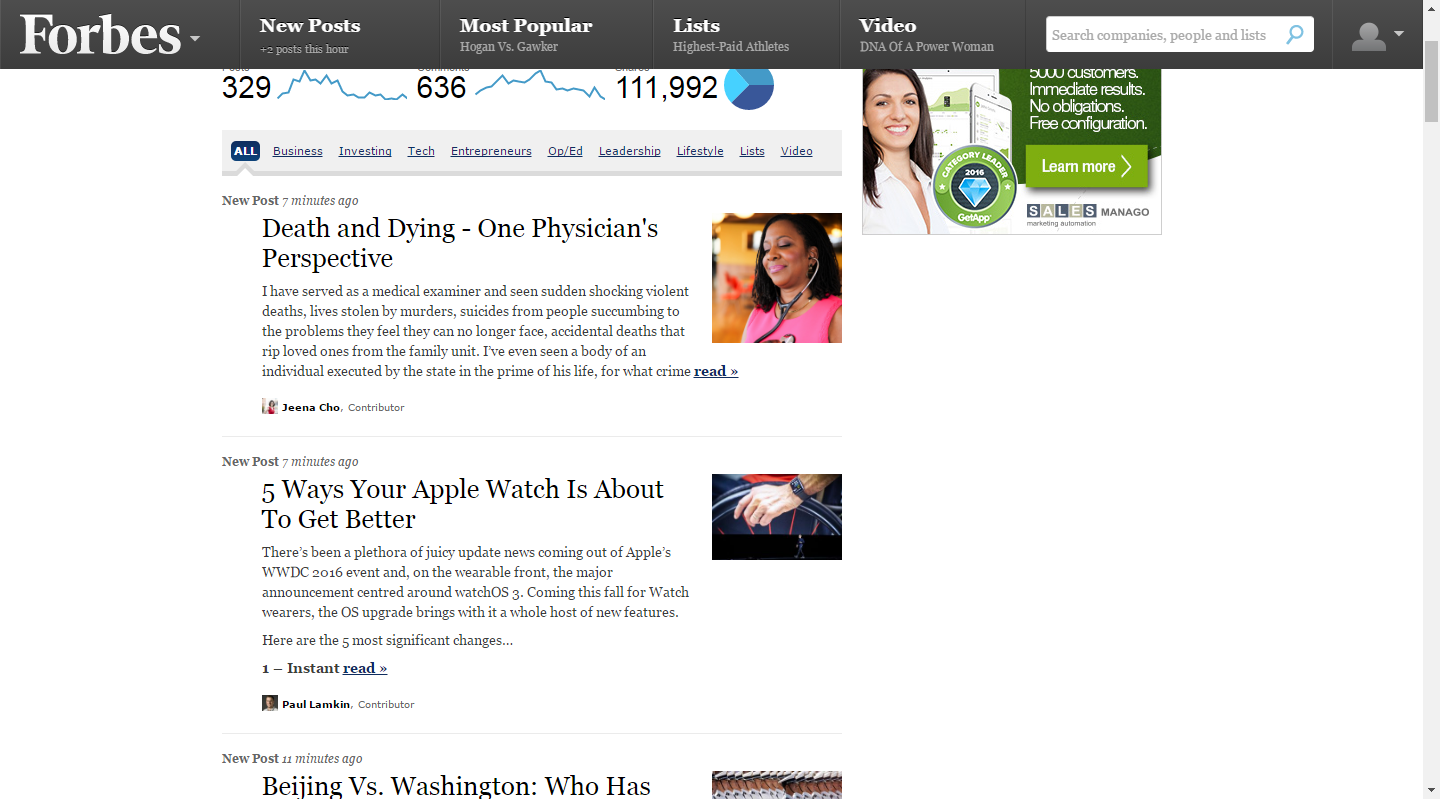 Forbes
New Posts
+2 posts this hour
Most Popular
Hogan Vs. Gawker
Lists
Highest-Paid Athletes
Video
DNA Of A Power Woman
Search companies, people and lists
329
636
111,992
ALL Business Investing Tech Entrepreneurs Op/Ed Leadership Lifestyle Lists Video
New Post 7 minutes ago
Death and Dying - One Physician's
Perspective
I have served as a medical examiner and seen sudden shocking violent
deaths, lives stolen by murders, suicides from people succumbing to
the problems they feel they can no longer face, accidental deaths that
rip loved ones from the family unit. I've even seen a body of an
individual executed by the state in the prime of his life, for what crime read »
Jeena Cho, Contributor
New Post 7 minutes ago
5 Ways Your Apple Watch Is About
To Get Better
There's been a plethora of juicy update news coming out of Apple's
WWDC 2016 event and, on the wearable front, the major
announcement centred around watchOS 3. Coming this fall for Watch
wearers, the OS upgrade brings with it a whole host of new features.
Here are the 5 most significant changes...
1 – Instant read »
Paul Lamkin, Contributor
New Post 11 minutes ago
Beijing Vs. Washington: Who Has
5000 customers.
Immediate results.
No obligations.
Free configuration.
Learn more
CATEGORY LEADER
2016
GetApp
SALES MANAGO
marketing automation